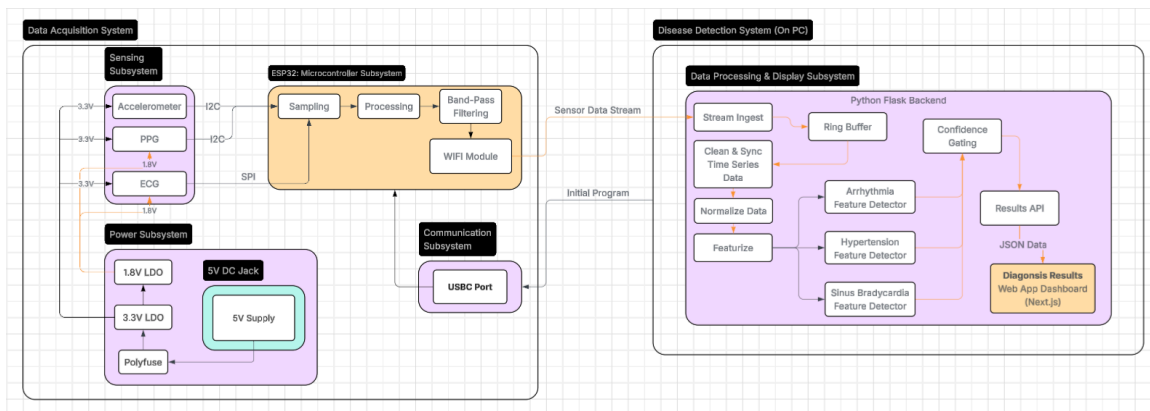 Data Acquisition System
Sensing
Subsystem
3.3V
Accelerometer
I2C
3.3V
PPG
I2C
1.8V
3.3V
ECG
SPI
1.8V
ESP32: Microcontroller Subsystem
Sampling
Processing
Band-Pass
Filtering
WIFI Module
Power Subsystem
1.8V LDO
3.3V LDO
Polyfuse
5V DC Jack
5V Supply
Communication
Subsystem
USBC Port
Sensor Data Stream
Initial Program
Disease Detection System (On PC)
Data Processing & Display Subsystem
Python Flask Backend
Stream Ingest
Ring Buffer
Clean & Sync
Time Series
Data
Normalize Data
Featurize
Arrhythmia
Feature Detector
Hypertension
Feature Detector
Sinus Bradycardia
Feature Detector
Confidence
Gating
Results API
JSON Data
Diagonsis Results
Web App Dashboard
(Next.js)